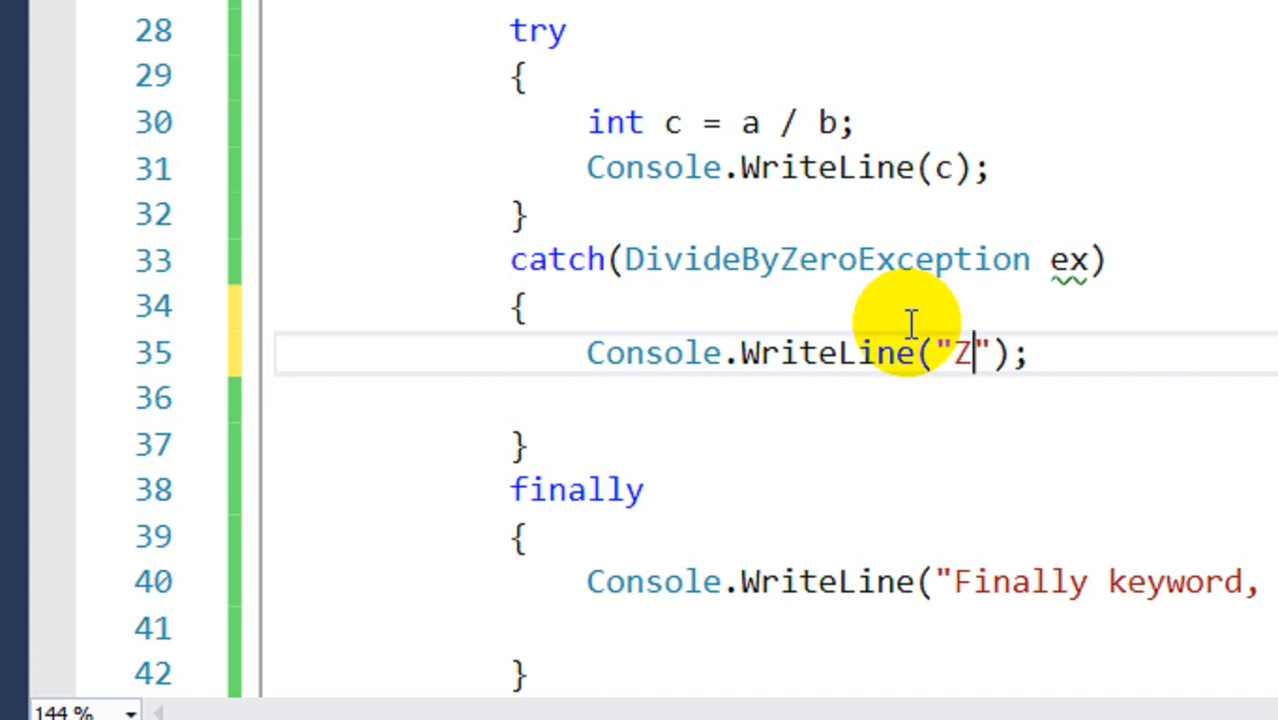 28 try
29 {
30 int c = a / b;
31 Console.WriteLine(c);
32 }
33 catch(DivideByZeroException ex)
34 {
35 Console.WriteLine("Z");
36
37 }
38 finally
39 {
40 Console.WriteLine("Finally keyword,
41
42 }
144 %